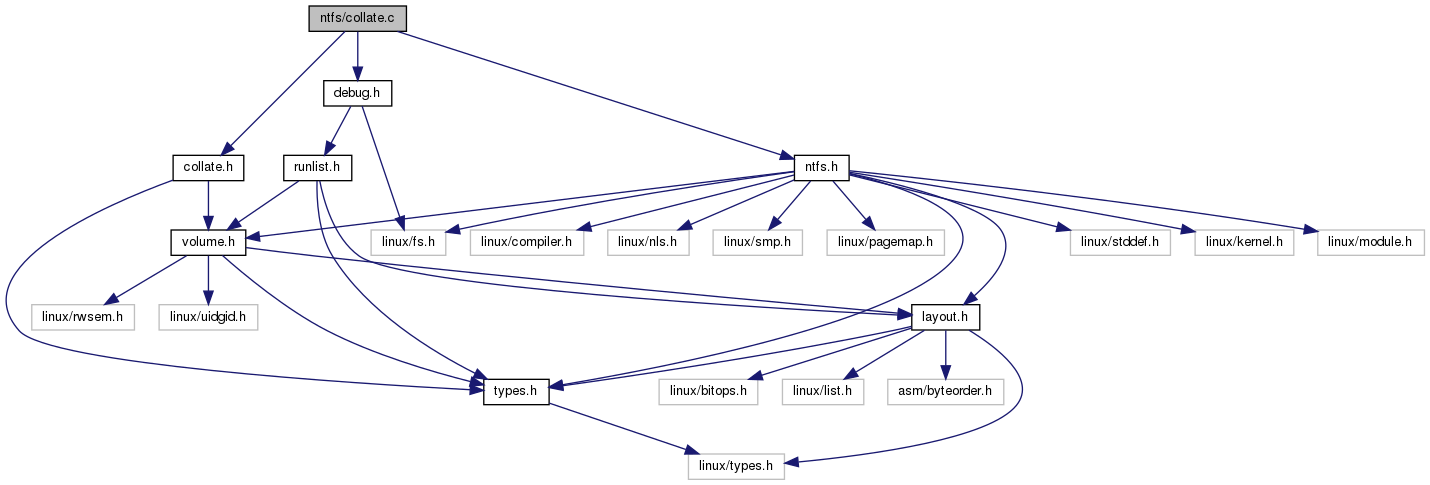 ntfs/collate.c
debug.h
collate.h
runlist.h
ntfs.h
volume.h
linux/fs.h
linux/compiler.h
linux/nls.h
linux/smp.h
linux/pagemap.h
linux/stddef.h
linux/kernel.h
linux/module.h
linux/rwsem.h
linux/uidgid.h
layout.h
types.h
linux/bitops.h
linux/list.h
asm/byteorder.h
linux/types.h